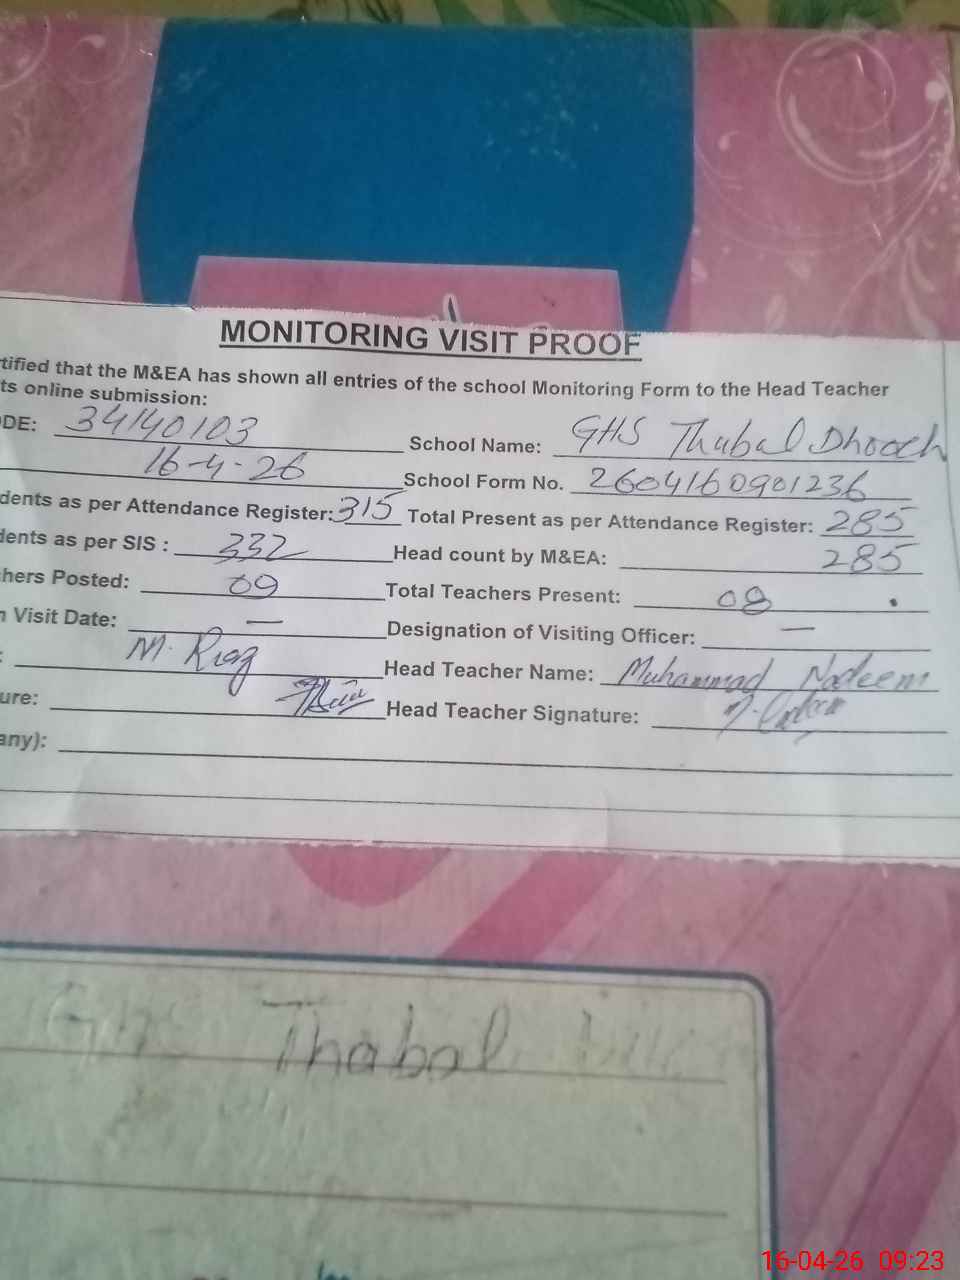 MONITORING VISIT PROOF
tified that the M&EA has shown all entries of the school Monitoring Form to the Head Teacher
ts online submission:
ODE: 34140103 School Name: GHS Thabal Dhooch
16-4-26 School Form No. 2604160901236
dents as per Attendance Register: 315 Total Present as per Attendance Register: 285
dents as per SIS : 332 Head count by M&EA: 285
hers Posted: 09 Total Teachers Present: 08
n Visit Date: — Designation of Visiting Officer: —
: M. Riaz Head Teacher Name: Muhammad Nadeem
ure: Head Teacher Signature:
any):
Thabal
16-04-26 09:23